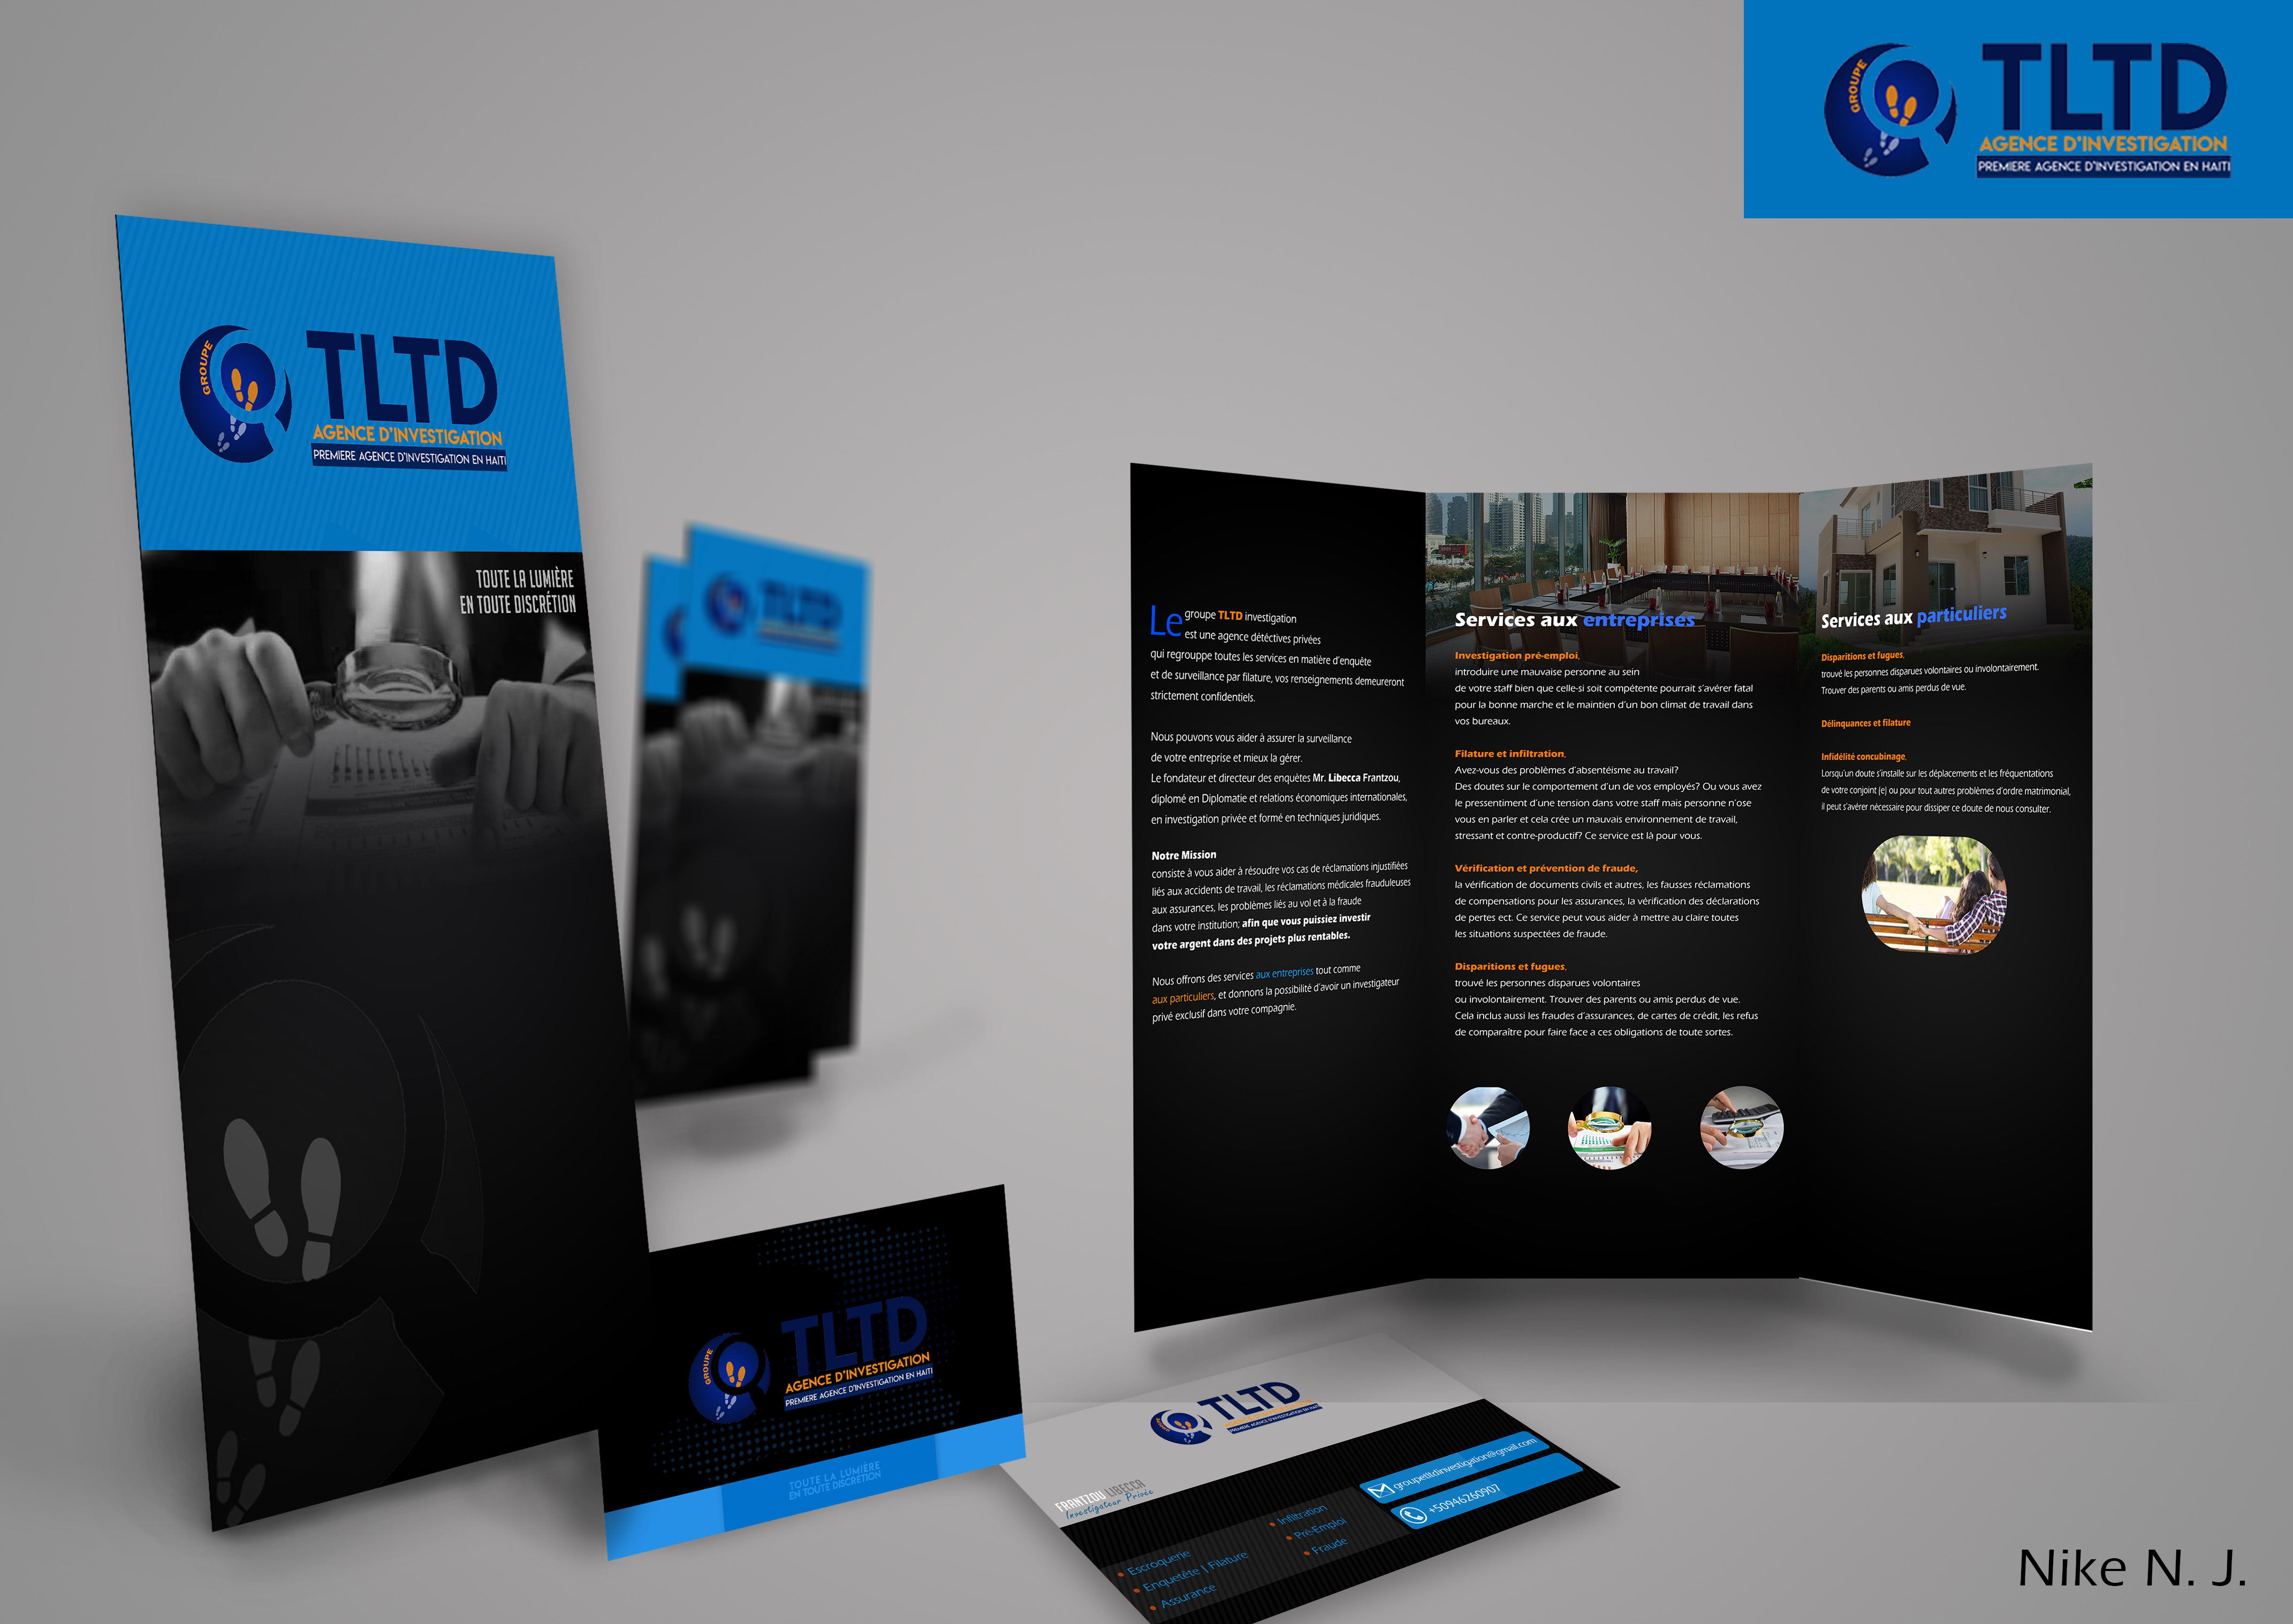 GROUPE
TLTD
AGENCE D'INVESTIGATION
PREMIERE AGENCE D'INVESTIGATION EN HAITI
GROUPE
TLTD
AGENCE D'INVESTIGATION
PREMIERE AGENCE D'INVESTIGATION EN HAITI
TOUTE LA LUMIÈRE
EN TOUTE DISCRÉTION
Le groupe TLTD investigation
est une agence détéctives privées
qui regrouppe toutes les services en matière d'enquête
et de surveillance par filature, vos renseignements demeureront
strictement confidentiels.
Nous pouvons vous aider à assurer la surveillance
de votre entreprise et mieux la gérer.
Le fondateur et directeur des enquètes Mr. Libecca Frantzou,
diplomé en Diplomatie et relations économiques internationales,
en investigation privée et formé en techniques juridiques.
Notre Mission
consiste à vous aider à résoudre vos cas de réclamations injustifiées
liés aux accidents de travail, les réclamations médicales frauduleuses
aux assurances, les problèmes liés au vol et à la fraude
dans votre institution; afin que vous puissiez investir
votre argent dans des projets plus rentables.
Nous offrons des services aux entreprises tout comme
aux particuliers, et donnons la possibilité d'avoir un investigateur
privé exclusif dans votre compagnie.
Services aux entreprises
Investigation pré-emploi,
introduire une mauvaise personne au sein
de votre staff bien que celle-si soit compétente pourrait s'avérer fatal
pour la bonne marche et le maintien d'un bon climat de travail dans
vos bureaux.
Filature et infiltration,
Avez-vous des problèmes d'absentéisme au travail?
Des doutes sur le comportement d'un de vos employés? Ou vous avez
le pressentiment d'une tension dans votre staff mais personne n'ose
vous en parler et cela crée un mauvais environnement de travail,
stressant et contre-productif? Ce service est là pour vous.
Vérification et prévention de fraude,
la vérification de documents civils et autres, les fausses réclamations
de compensations pour les assurances, la vérification des déclarations
de pertes ect. Ce service peut vous aider à mettre au claire toutes
les situations suspectées de fraude.
Disparitions et fugues,
trouvé les personnes disparues volontaires
ou involontairement. Trouver des parents ou amis perdus de vue.
Cela inclus aussi les fraudes d'assurances, de cartes de crédit, les refus
de comparaître pour faire face a ces obligations de toute sortes.
Services aux particuliers
Disparitions et fugues,
trouvé les personnes disparues volontaires ou involontairement.
Trouver des parents ou amis perdus de vue.
Délinquances et filature
Infidélité concubinage,
Lorsqu'un doute s'installe sur les déplacements et les fréquentations
de votre conjoint (e) ou pour tout autres problèmes d'ordre matrimonial,
il peut s'avérer nécessaire pour dissiper ce doute de nous consulter.
GROUPE
TLTD
AGENCE D'INVESTIGATION
PREMIERE AGENCE D'INVESTIGATION EN HAITI
TOUTE LA LUMIÈRE
EN TOUTE DISCRÉTION
TLTD
PREMIERE AGENCE D'INVESTIGATION EN HAITI
FRANTZOU LIBECCA
Investigateur Privée
groupetltdinvestigation@gmail.com
+50946260907
• Escroquerie
• Enquetête | Filature
• Assurance
• Infiltration
• Pré-Emploi
• Fraude
Nike N. J.